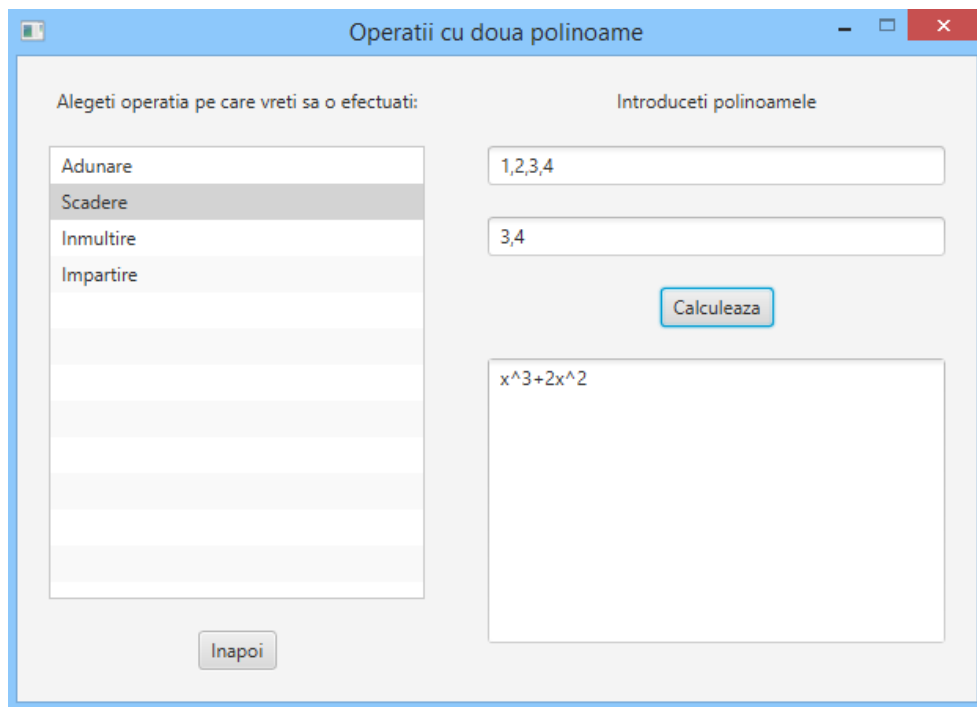 Operatii cu doua polinoame
Alegeti operatia pe care vreti sa o efectuati:
Adunare
Scadere
Inmultire
Impartire
Inapoi
Introduceti polinoamele
1,2,3,4
3,4
Calculeaza
x^3+2x^2